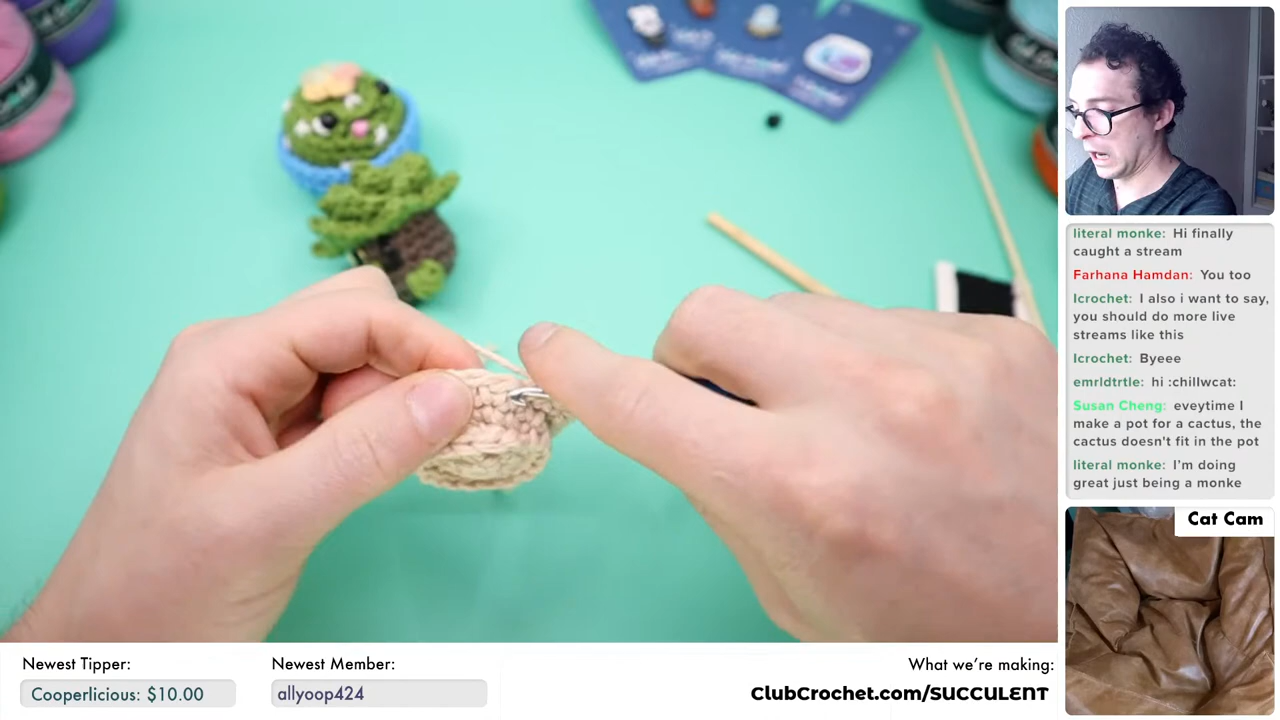 literal monke: Hi finally
caught a stream
Farhana Hamdan: You too
Icrochet: I also i want to say,
you should do more live
streams like this
Icrochet: Byeee
emrldtrtle: hi :chillwcat:
Susan Cheng: eveytime I
make a pot for a cactus, the
cactus doesn't fit in the pot
literal monke: I'm doing
great just being a monke
Cat Cam
Newest Tipper:
Cooperlicious: $10.00
Newest Member:
allyoop424
What we're making:
ClubCrochet.com/SUCCULENT